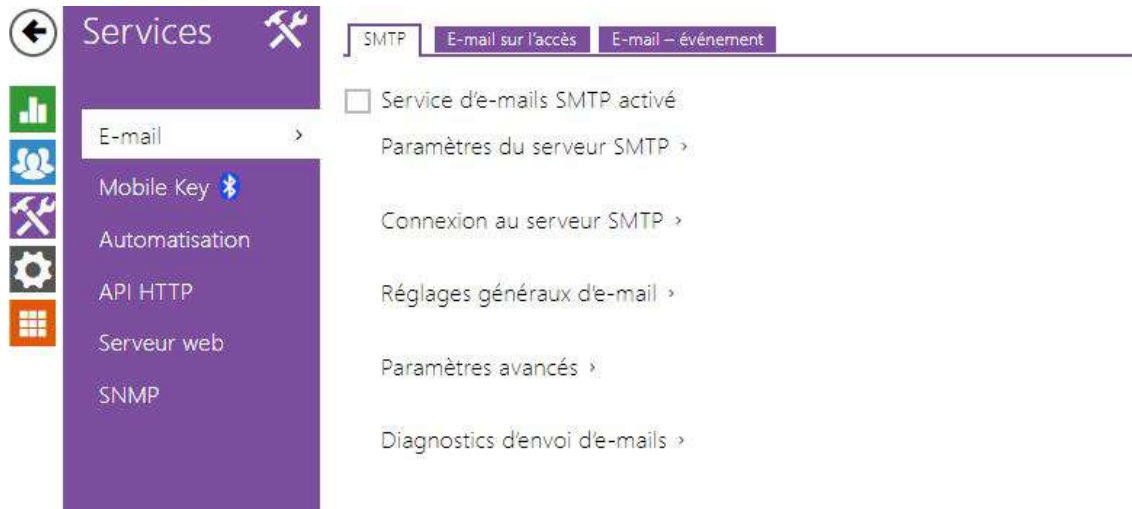 Services
E-mail
Mobile Key
Automatisation
API HTTP
Serveur web
SNMP
SMTP
E-mail sur l'accès
E-mail – événement
Service d'e-mails SMTP activé
Paramètres du serveur SMTP
Connexion au serveur SMTP
Réglages généraux d'e-mail
Paramètres avancés
Diagnostics d'envoi d'e-mails